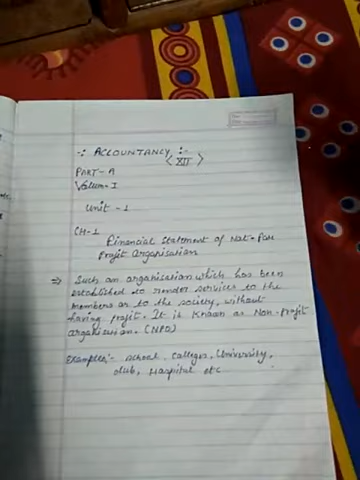 -: ACCOUNTANCY :-
<XII>
PART-A
Volum-I
Unit-1
CH-1
Financial Statement of Not-For
Profit Organisation
⇒ Such an organisation which has been
established to render services to the
members or to the society, without
having profit. It is known as Non-Profit
organisation. (NPO)
Examples:- school, colleges, University,
club, Hospital etc